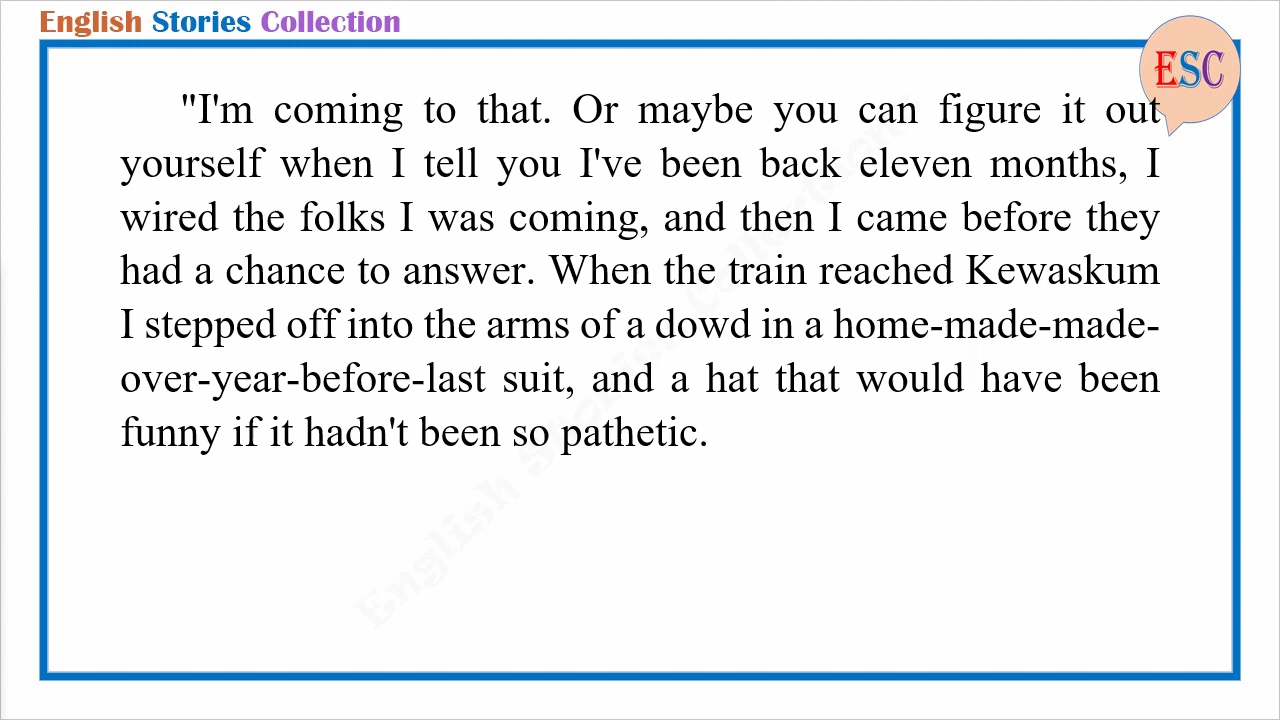 English Stories Collection
ESC
"I'm coming to that. Or maybe you can figure it out
yourself when I tell you I've been back eleven months, I
wired the folks I was coming, and then I came before they
had a chance to answer. When the train reached Kewaskum
I stepped off into the arms of a dowd in a home-made-made-
over-year-before-last suit, and a hat that would have been
funny if it hadn't been so pathetic.
English Stories Collection